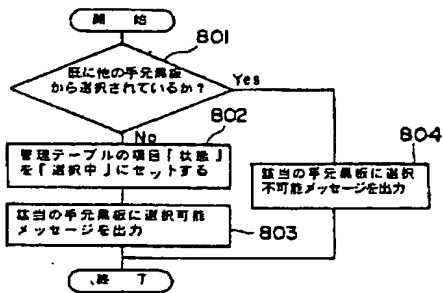 開 始
801
既に他の手元黒板
から選択されているか?
Yes
No
802
管理テーブルの項目「状態」
を「選択中」にセットする
804
該当の手元黒板に選択
不可能メッセージを出力
該当の手元黒板に選択可能
メッセージを出力
803
終 了